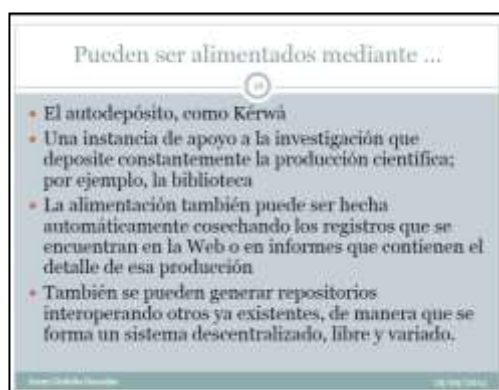 Pueden ser alimentados mediante ...
• El autodepósito, como Kérwá
• Una instancia de apoyo a la investigación que
deposite constantemente la producción científica;
por ejemplo, la biblioteca
• La alimentación también puede ser hecha
automáticamente cosechando los registros que se
encuentran en la Web o en informes que contienen el
detalle de esa producción
• También se pueden generar repositorios
interoperando otros ya existentes, de manera que se
forma un sistema descentralizado, libre y variado.